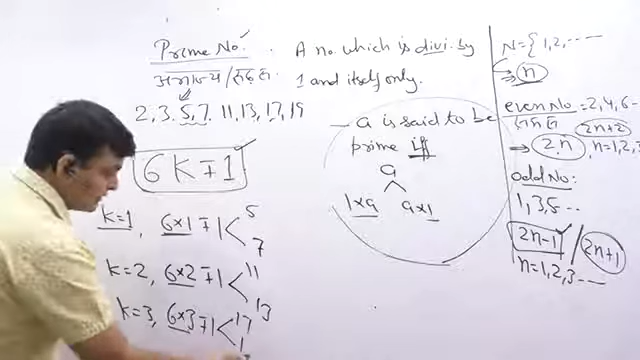 Prime No.
अभाज्य / रूढ़
2, 3, 5, 7, 11, 13, 17, 19
6K∓1
k=1, 6×1∓1 < 5
7
k=2, 6×2∓1 < 11
13
k=3, 6×3∓1 < 17
1
A no. which is divi. by
1 and itself only.
— a is said to be
prime iff
a
1×a a×1
N={1,2,-----
n
even No. = 2,4,6-
2n+2
→ 2n, n=1,2,3
odd No:
1,3,5...
2n-1 / 2n+1
n=1,2,3-----